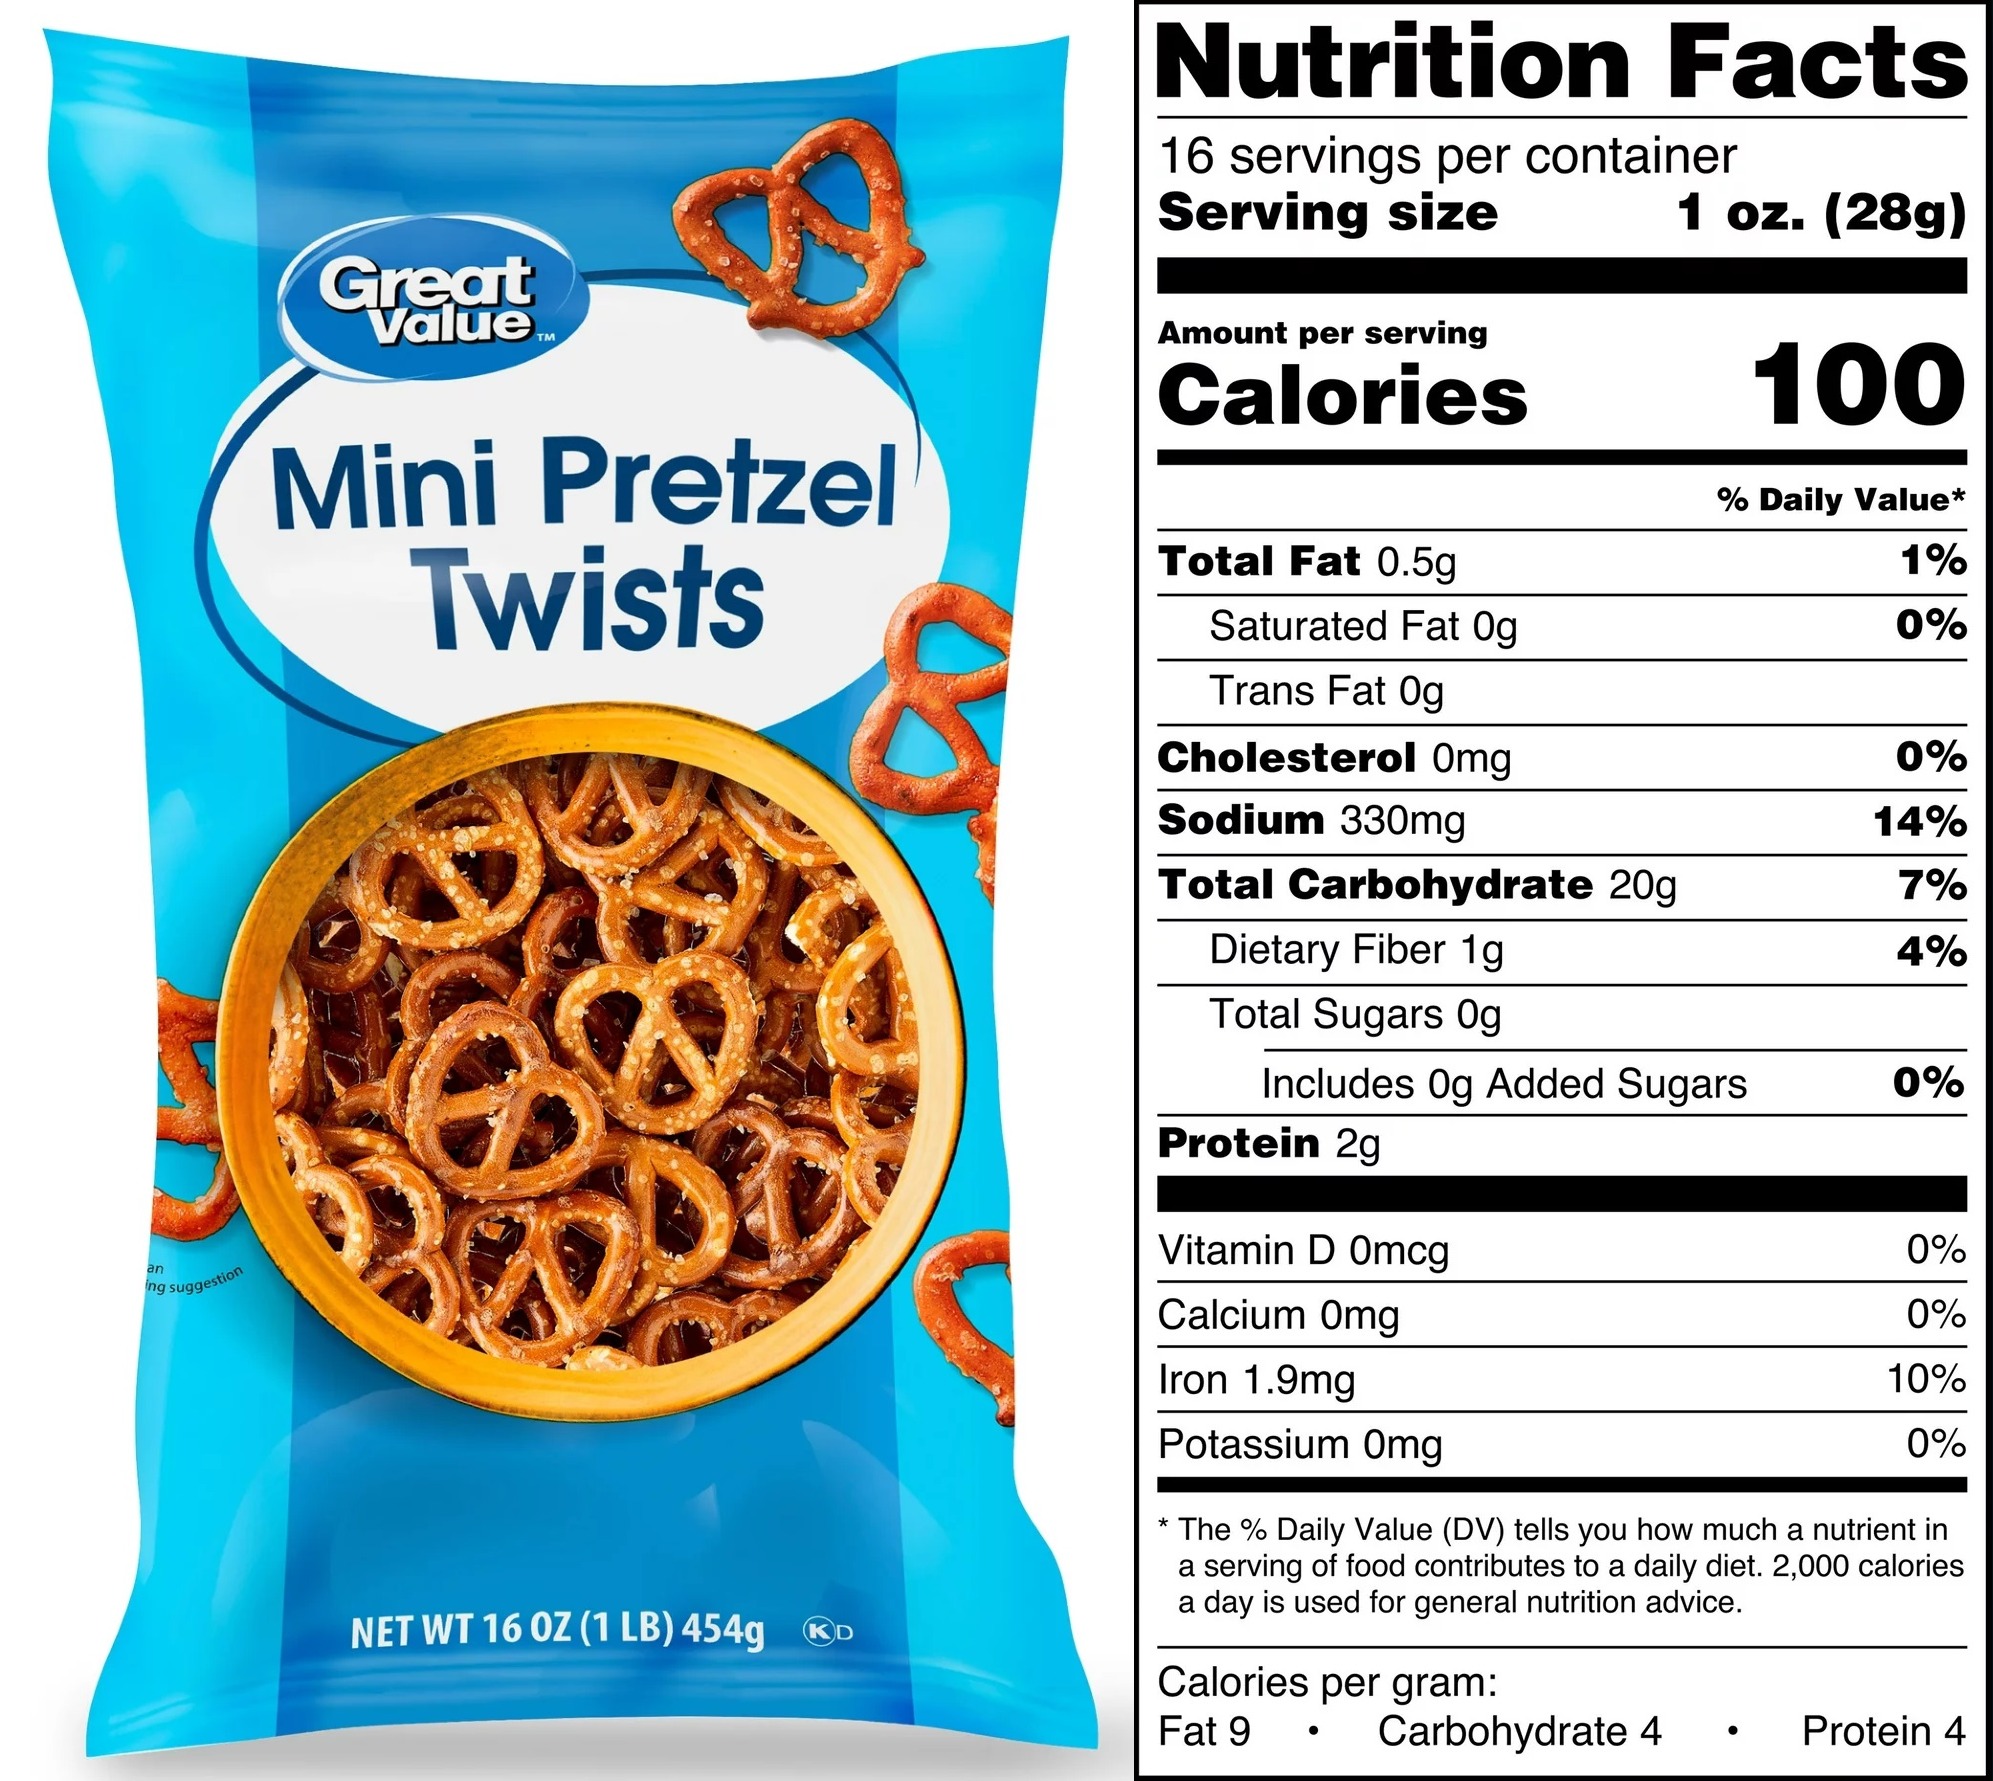 Great
Value™
Mini Pretzel
Twists
ing suggestion
NET WT 16 OZ (1 LB) 454g
K D
Nutrition Facts
16 servings per container
Serving size 1 oz. (28g)
Amount per serving
Calories 100
% Daily Value*
Total Fat 0.5g 1%
Saturated Fat 0g 0%
Trans Fat 0g
Cholesterol 0mg 0%
Sodium 330mg 14%
Total Carbohydrate 20g 7%
Dietary Fiber 1g 4%
Total Sugars 0g
Includes 0g Added Sugars 0%
Protein 2g
Vitamin D 0mcg 0%
Calcium 0mg 0%
Iron 1.9mg 10%
Potassium 0mg 0%
* The % Daily Value (DV) tells you how much a nutrient in
a serving of food contributes to a daily diet. 2,000 calories
a day is used for general nutrition advice.
Calories per gram:
Fat 9 • Carbohydrate 4 • Protein 4